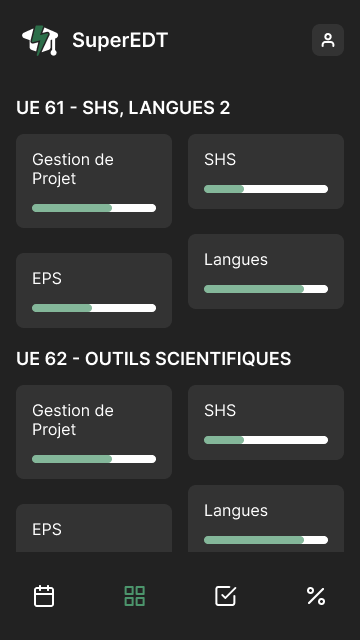 SuperEDT
UE 61 - SHS, LANGUES 2
Gestion de
Projet
SHS
EPS
Langues
UE 62 - OUTILS SCIENTIFIQUES
Gestion de
Projet
SHS
EPS
Langues